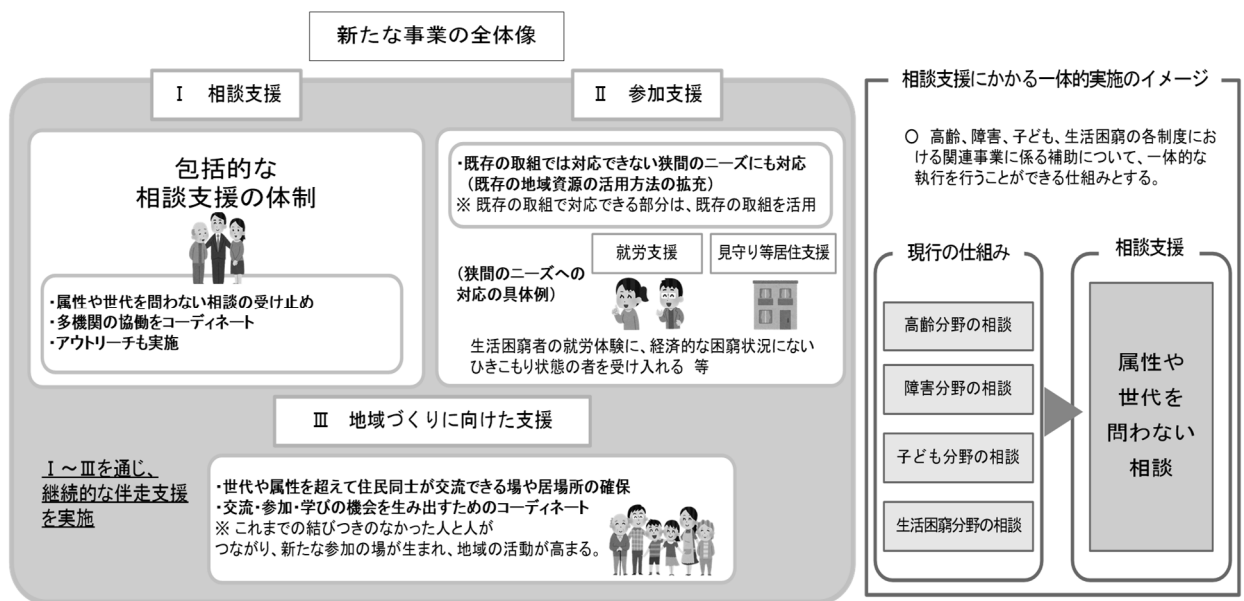 新たな事業の全体像
Ⅰ 相談支援
包括的な
相談支援の体制
・属性や世代を問わない相談の受け止め
・多機関の協働をコーディネート
・アウトリーチも実施
Ⅱ 参加支援
・既存の取組では対応できない狭間のニーズにも対応
（既存の地域資源の活用方法の拡充）
※ 既存の取組で対応できる部分は、既存の取組を活用
（狭間のニーズへの
対応の具体例）
就労支援
見守り等居住支援
生活困窮者の就労体験に、経済的な困窮状況にない
ひきこもり状態の者を受け入れる 等
Ⅲ 地域づくりに向けた支援
Ⅰ～Ⅲを通じ、
継続的な伴走支援
を実施
・世代や属性を超えて住民同士が交流できる場や居場所の確保
・交流・参加・学びの機会を生み出すためのコーディネート
※ これまでの結びつきのなかった人と人が
つながり、新たな参加の場が生まれ、地域の活動が高まる。
相談支援にかかる一体的実施のイメージ
〇 高齢、障害、子ども、生活困窮の各制度にお
ける関連事業に係る補助について、一体的な
執行を行うことができる仕組みとする。
現行の仕組み
高齢分野の相談
障害分野の相談
子ども分野の相談
生活困窮分野の相談
相談支援
属性や
世代を
問わない
相談